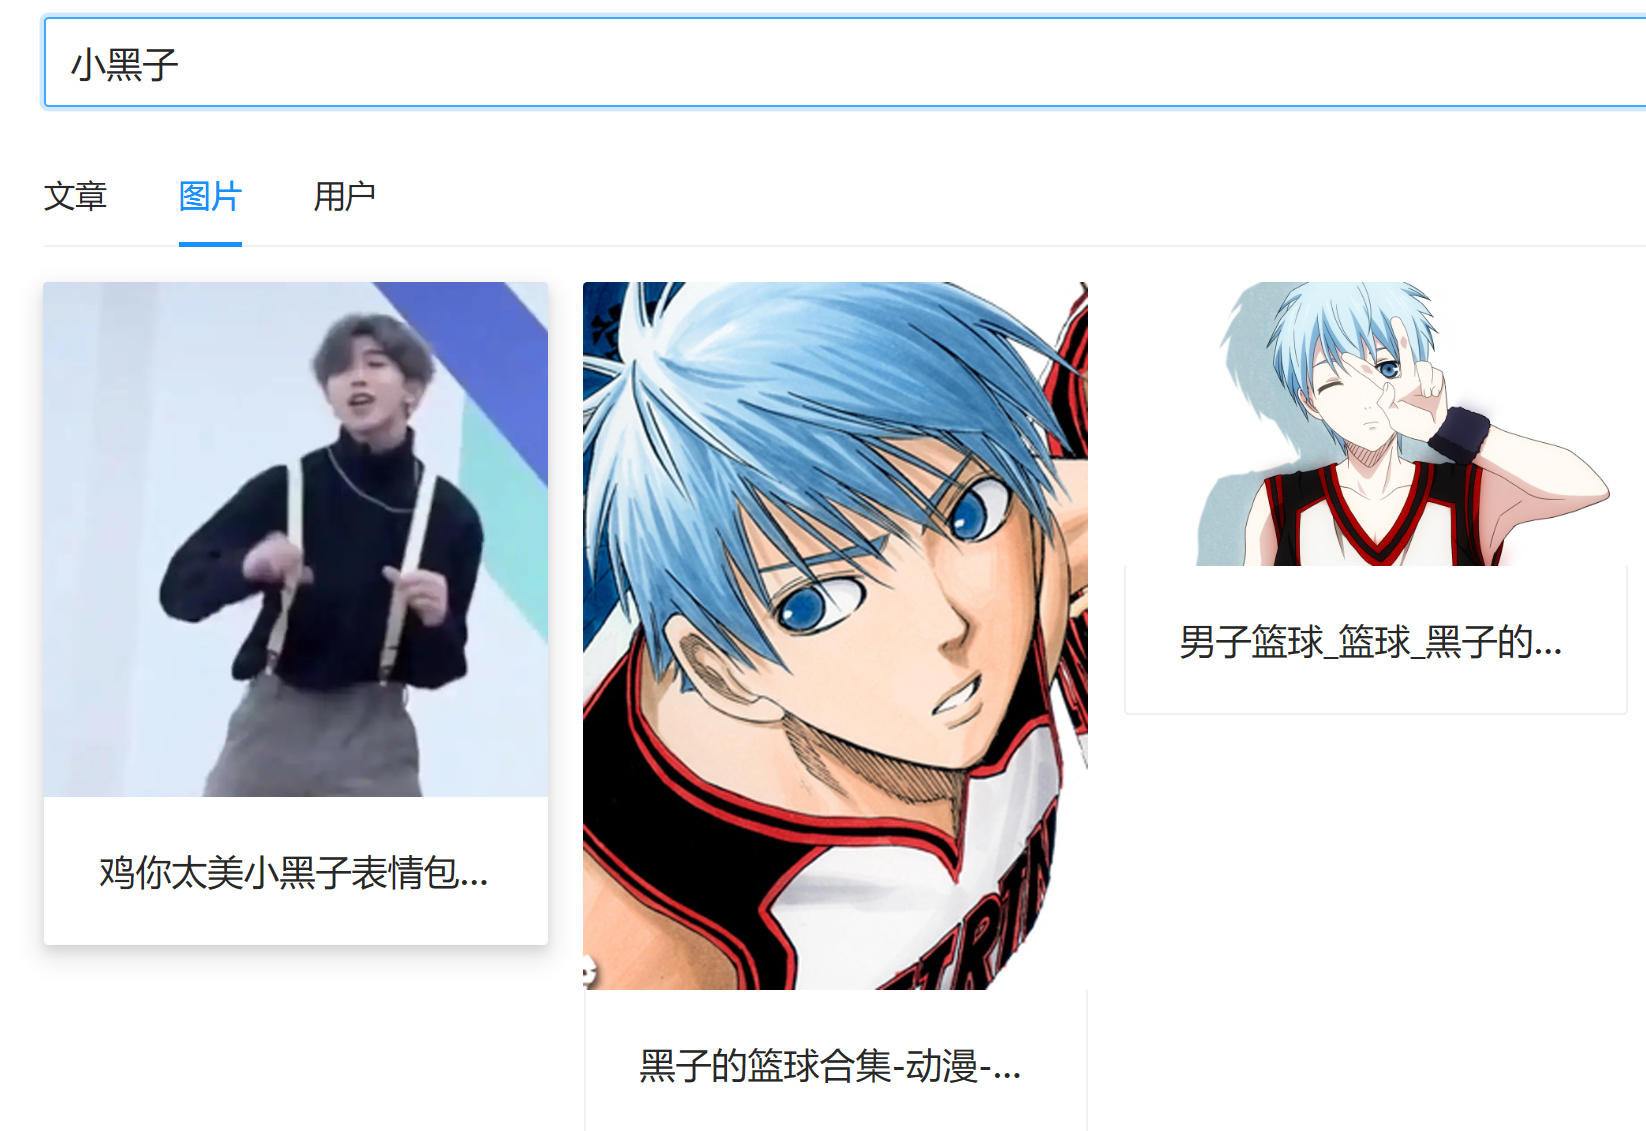 小黑子
文章 图片 用户
鸡你太美小黑子表情包...
黑子的篮球合集-动漫-...
男子篮球_篮球_黑子的...